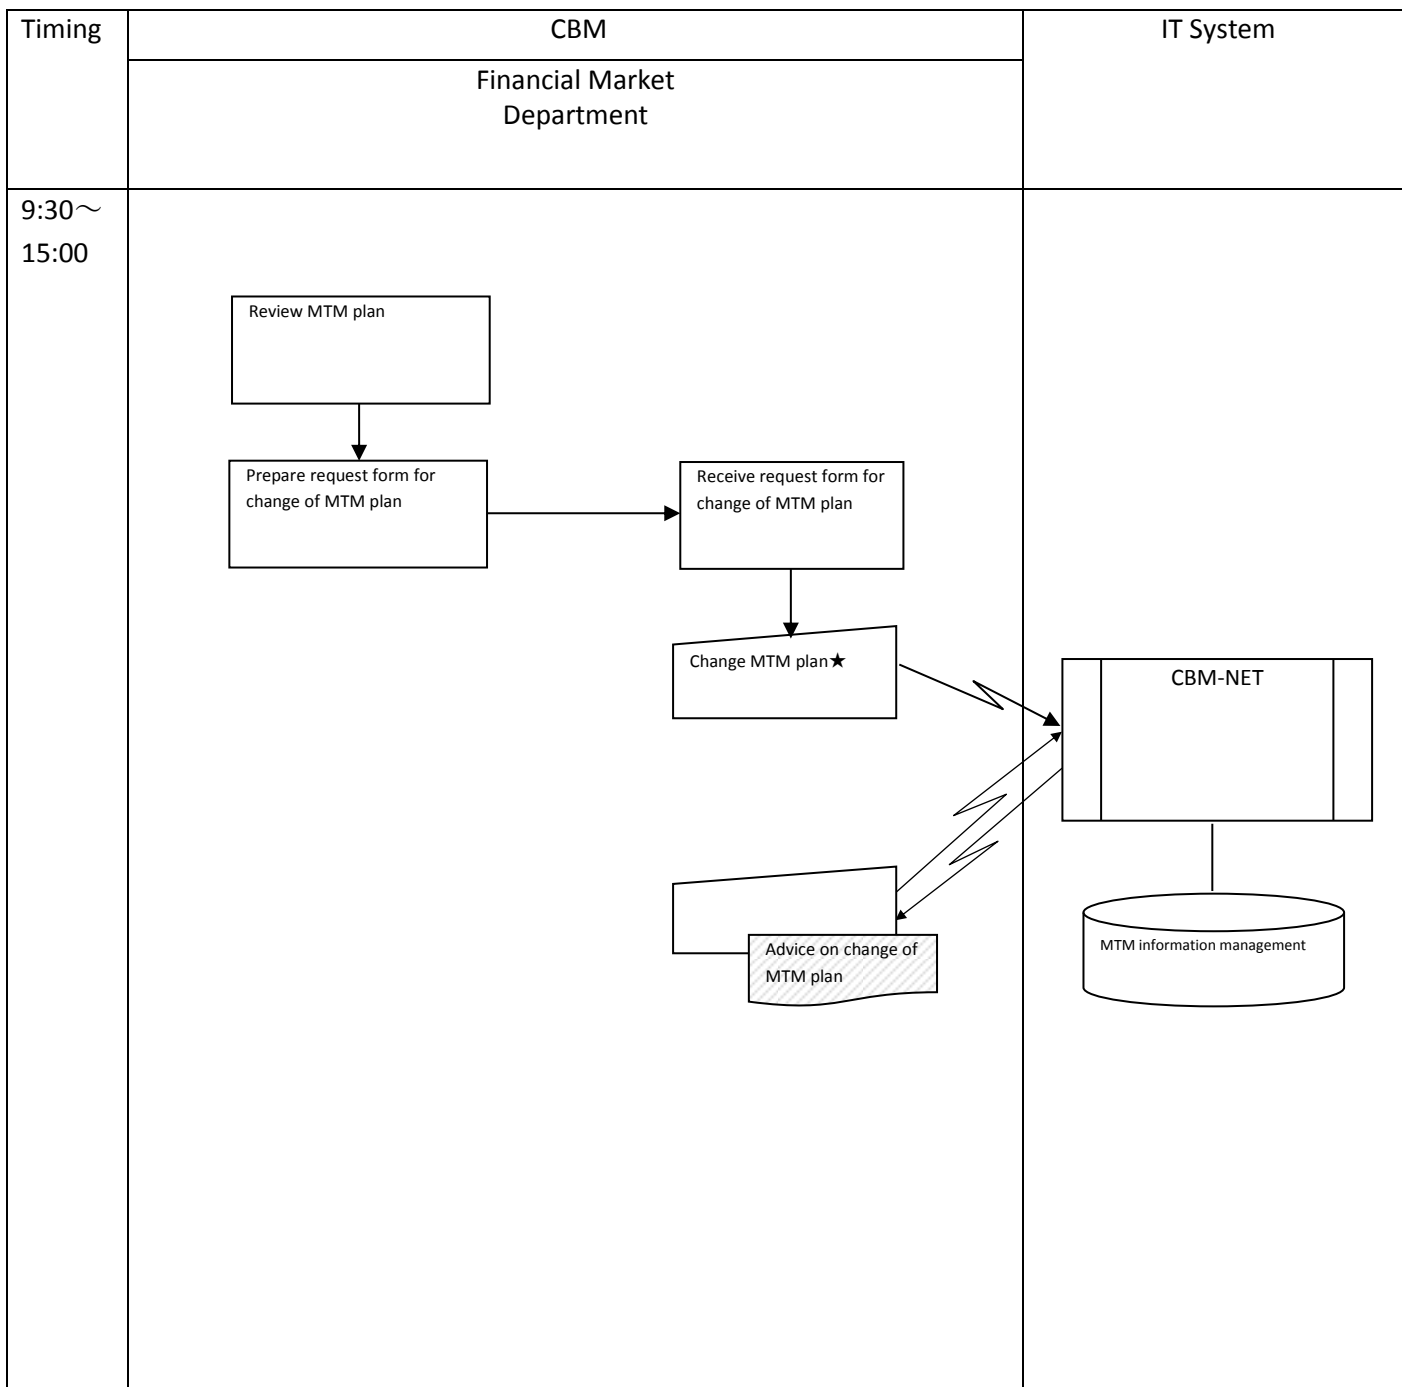 Timing
CBM
IT System
Financial Market
Department
9:30～
15:00
Review MTM plan
Prepare request form for
change of MTM plan
Receive request form for
change of MTM plan
Change MTM plan★
CBM-NET
Advice on change of
MTM plan
MTM information management